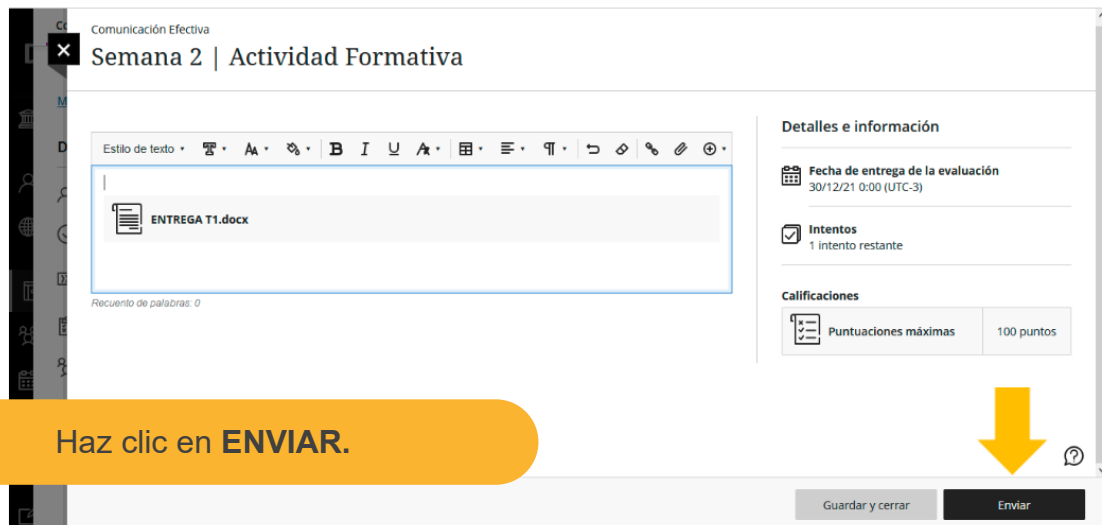 Comunicación Efectiva
Semana 2 | Actividad Formativa
Estilo de texto
B I U
ENTREGA T1.docx
Recuento de palabras: 0
Detalles e información
Fecha de entrega de la evaluación
30/12/21 0:00 (UTC-3)
Intentos
1 intento restante
Calificaciones
Puntuaciones máximas 100 puntos
Haz clic en ENVIAR.
Guardar y cerrar Enviar